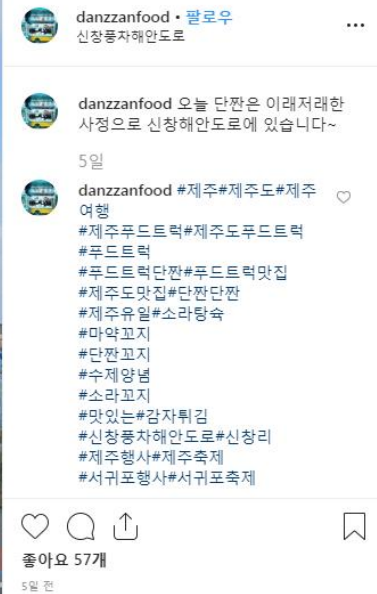 danzzanfood • 팔로우
신창풍차해안도로
danzzanfood 오늘 단짠은 이래저래한
사정으로 신창해안도로에 있습니다~
5일
danzzanfood #제주#제주도#제주
여행
#제주푸드트럭#제주도푸드트럭
#푸드트럭
#푸드트럭단짠#푸드트럭맛집
#제주도맛집#단짠단짠
#제주유일#소라탕슉
#마약꼬지
#단짠꼬지
#수제양념
#소라꼬지
#맛있는#감자튀김
#신창풍차해안도로#신창리
#제주행사#제주축제
#서귀포행사#서귀포축제
좋아요 57개
5일 전